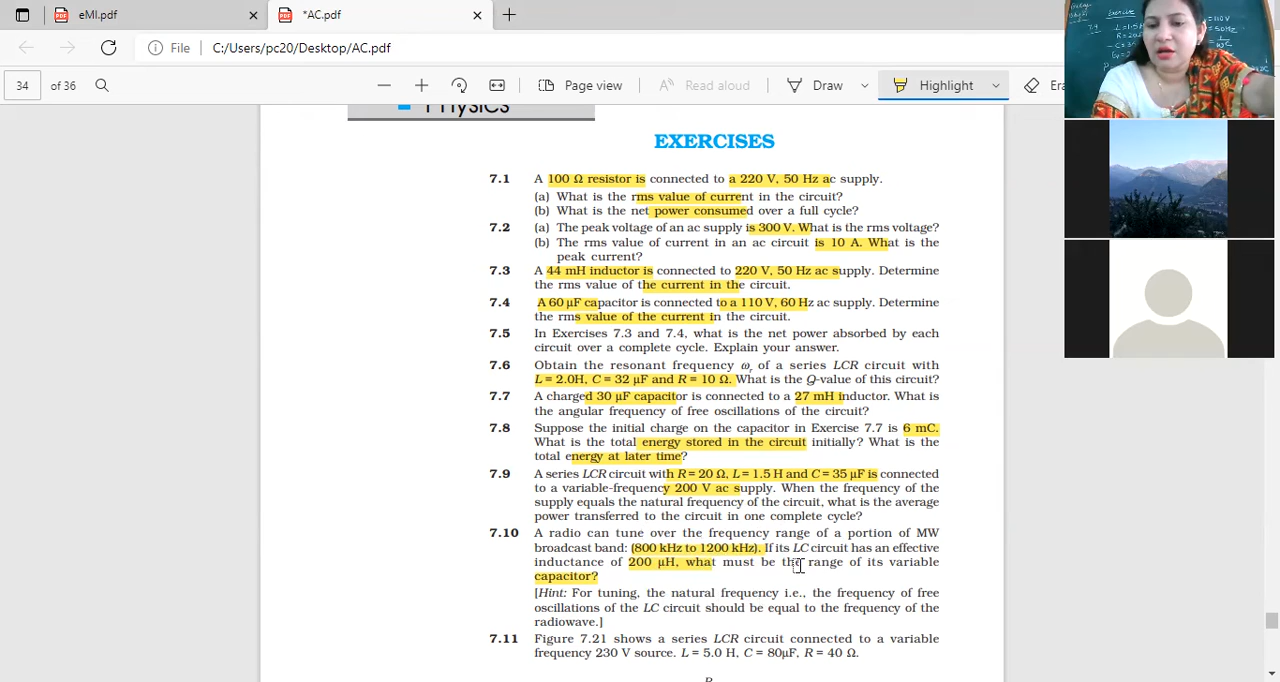 eMI.pdf
*AC.pdf
File
C:/Users/pc20/Desktop/AC.pdf
34 of 36
Page view
Read aloud
Draw
Highlight
Era
Physics
EXERCISES
7.1 A 100 Ω resistor is connected to a 220 V, 50 Hz ac supply.
(a) What is the rms value of current in the circuit?
(b) What is the net power consumed over a full cycle?
7.2 (a) The peak voltage of an ac supply is 300 V. What is the rms voltage?
(b) The rms value of current in an ac circuit is 10 A. What is the
peak current?
7.3 A 44 mH inductor is connected to 220 V, 50 Hz ac supply. Determine
the rms value of the current in the circuit.
7.4 A 60 μF capacitor is connected to a 110 V, 60 Hz ac supply. Determine
the rms value of the current in the circuit.
7.5 In Exercises 7.3 and 7.4, what is the net power absorbed by each
circuit over a complete cycle. Explain your answer.
7.6 Obtain the resonant frequency ωr of a series LCR circuit with
L = 2.0H, C = 32 μF and R = 10 Ω. What is the Q-value of this circuit?
7.7 A charged 30 μF capacitor is connected to a 27 mH inductor. What is
the angular frequency of free oscillations of the circuit?
7.8 Suppose the initial charge on the capacitor in Exercise 7.7 is 6 mC.
What is the total energy stored in the circuit initially? What is the
total energy at later time?
7.9 A series LCR circuit with R = 20 Ω, L = 1.5 H and C = 35 μF is connected
to a variable-frequency 200 V ac supply. When the frequency of the
supply equals the natural frequency of the circuit, what is the average
power transferred to the circuit in one complete cycle?
7.10 A radio can tune over the frequency range of a portion of MW
broadcast band: (800 kHz to 1200 kHz). If its LC circuit has an effective
inductance of 200 μH, what must be the range of its variable
capacitor?
[Hint: For tuning, the natural frequency i.e., the frequency of free
oscillations of the LC circuit should be equal to the frequency of the
radiowave.]
7.11 Figure 7.21 shows a series LCR circuit connected to a variable
frequency 230 V source. L = 5.0 H, C = 80μF, R = 40 Ω.
R